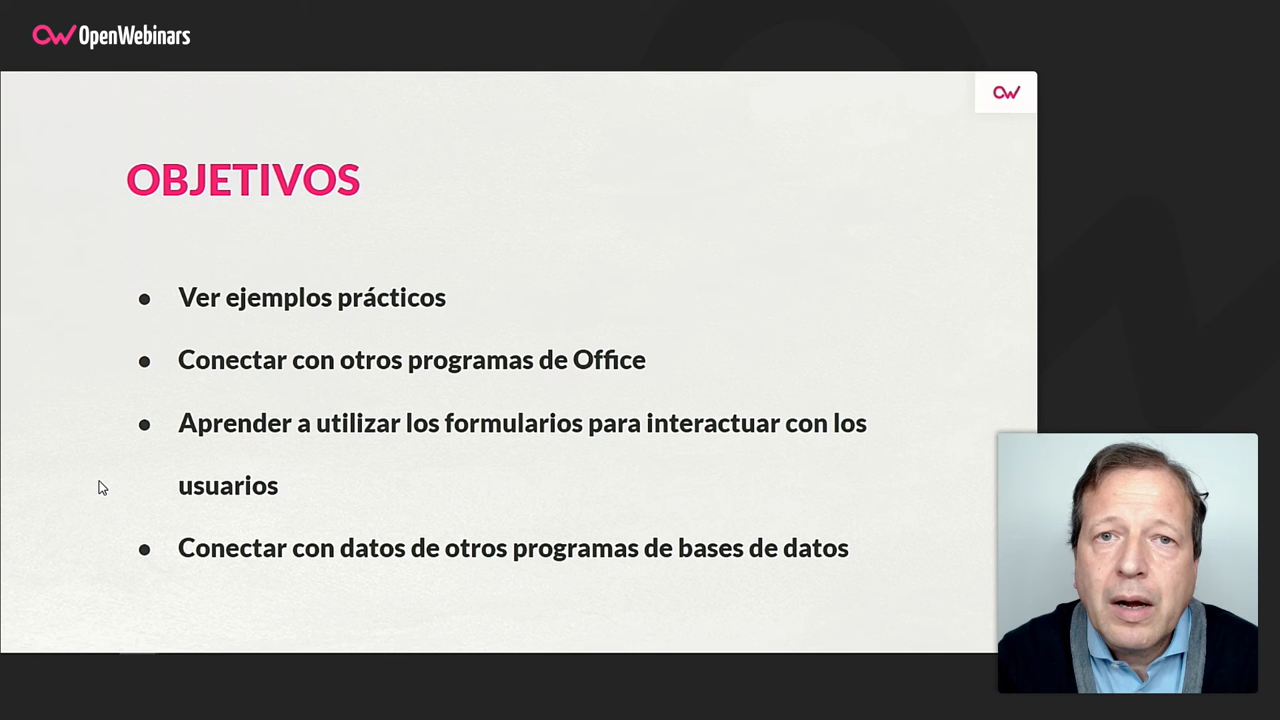 OpenWebinars
OBJETIVOS
● Ver ejemplos prácticos
● Conectar con otros programas de Office
● Aprender a utilizar los formularios para interactuar con los
usuarios
● Conectar con datos de otros programas de bases de datos